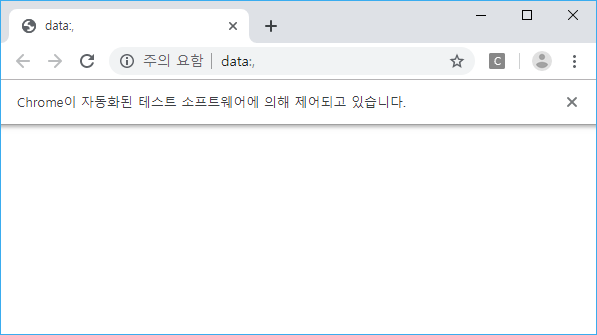 data:,
주의 요함 data:,
C
Chrome이 자동화된 테스트 소프트웨어에 의해 제어되고 있습니다.